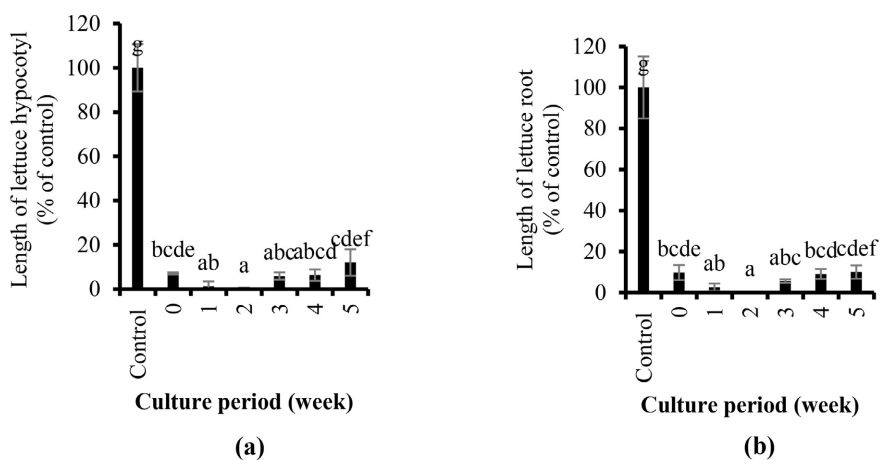 Length of lettuce hypocotyl
(% of control)
120
100
80
60
40
20
0
g
bcde
ab
a
abc
abcd
cdef
Control
0
1
2
3
4
5
Culture period (week)
(a)
Length of lettuce root
(% of control)
120
100
80
60
40
20
0
g
bcde
ab
a
abc
bcd
cdef
Control
0
1
2
3
4
5
Culture period (week)
(b)